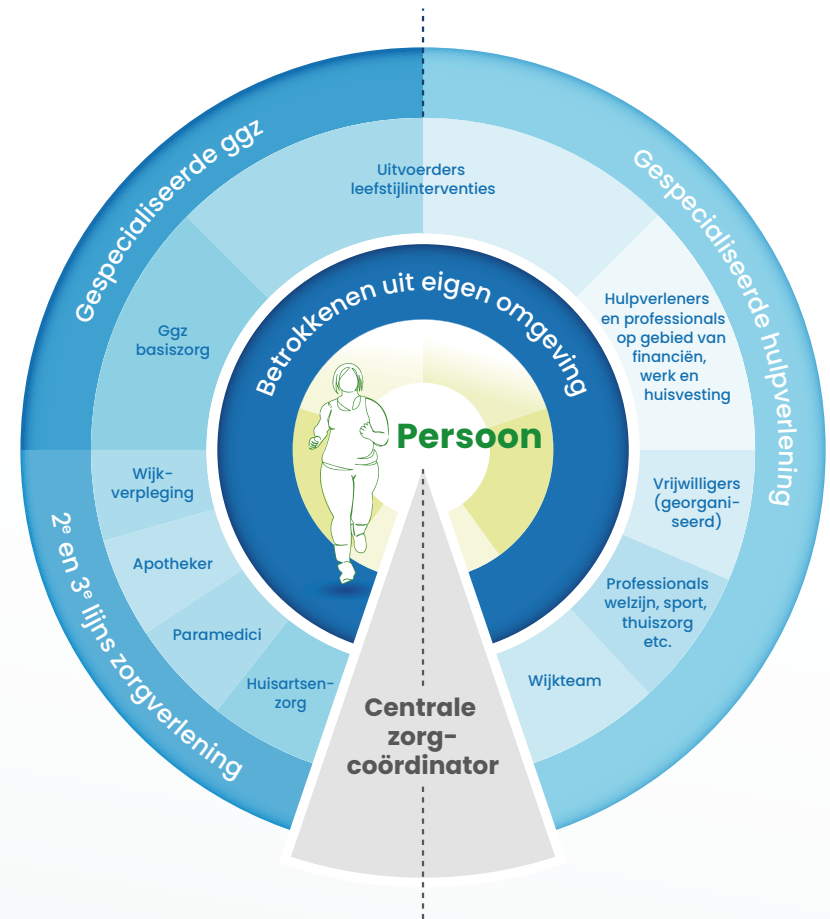 Gespecialiseerde ggz
Gespecialiseerde hulpverlening
2e en 3e lijns zorgverlening
Uitvoerders
leefstijlinterventies
Ggz
basiszorg
Hulpverleners
en professionals
op gebied van
financiën,
werk en
huisvesting
Betrokkenen uit eigen omgeving
Persoon
Wijk-
verpleging
Vrijwilligers
(georgani-
seerd)
Apotheker
Professionals
welzijn, sport,
thuiszorg
etc.
Paramedici
Huisartsen-
zorg
Wijkteam
Centrale
zorg-
coördinator